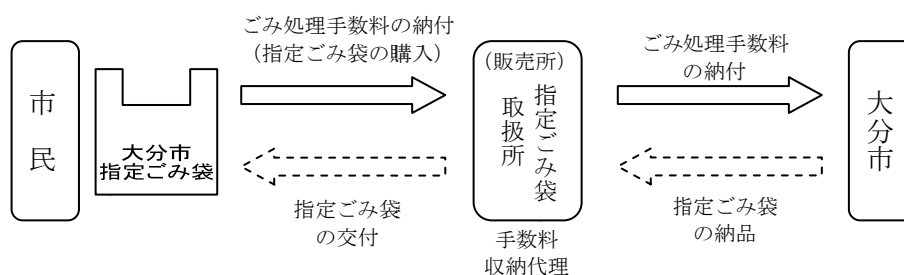 市民
大分市
指定ごみ袋
ごみ処理手数料の納付
(指定ごみ袋の購入)
指定ごみ袋
の交付
(販売所)
指定ごみ袋
取扱所
手数料
収納代理
ごみ処理手数料
の納付
指定ごみ袋
の納品
大分市